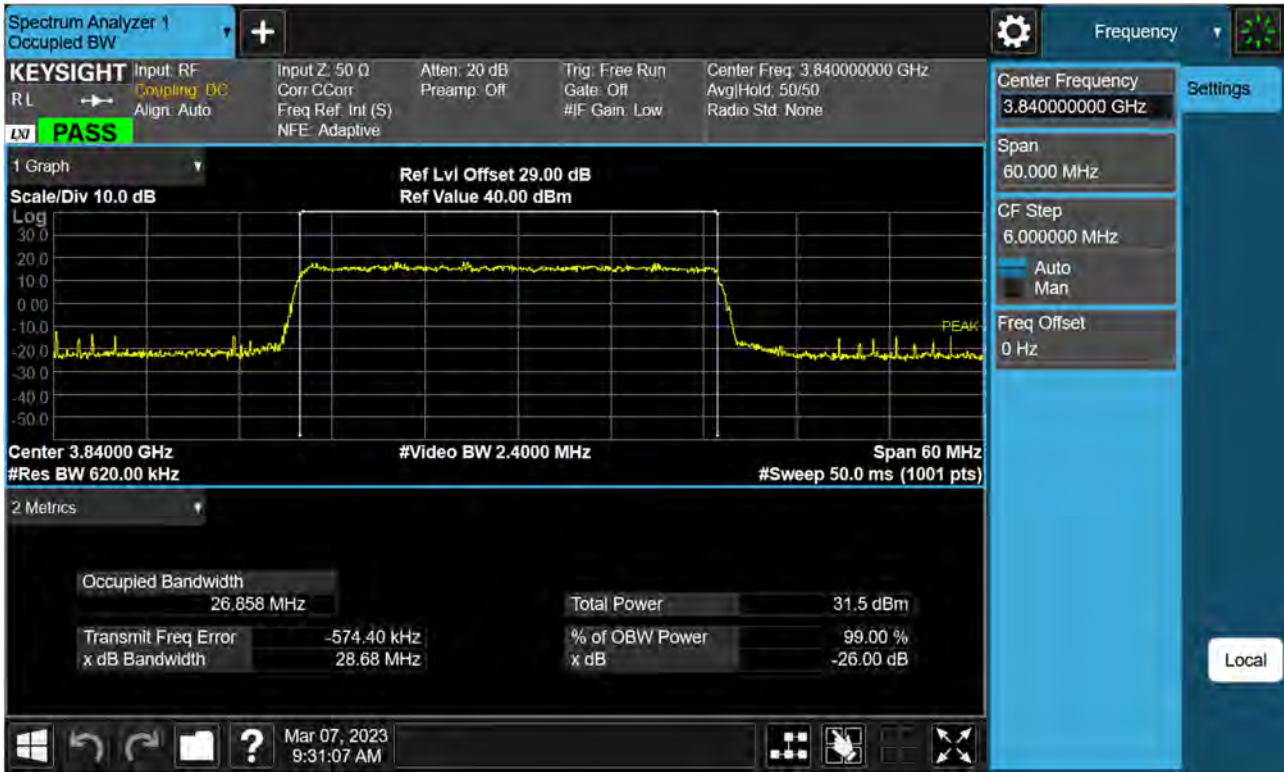 Spectrum Analyzer 1
Occupied BW
+
Frequency
KEYSIGHT
R L
LXI
PASS
Input: RF
Coupling: DC
Align: Auto
Input Z: 50 Ω
Corr CCorr
Freq Ref: Int (S)
NFE: Adaptive
Atten: 20 dB
Preamp: Off
Trig: Free Run
Gate: Off
#IF Gain: Low
Center Freq: 3.840000000 GHz
Avg|Hold: 50/50
Radio Std: None
Center Frequency
3.840000000 GHz
Settings
Span
60.000 MHz
CF Step
6.000000 MHz
Auto
Man
Freq Offset
0 Hz
Local
1 Graph
Scale/Div 10.0 dB
Ref Lvl Offset 29.00 dB
Ref Value 40.00 dBm
Log
30.0
20.0
10.0
0.00
-10.0
-20.0
-30.0
-40.0
-50.0
PEAK
Center 3.84000 GHz
#Video BW 2.4000 MHz
Span 60 MHz
#Res BW 620.00 kHz
#Sweep 50.0 ms (1001 pts)
2 Metrics
Occupied Bandwidth
26.858 MHz
Total Power 31.5 dBm
Transmit Freq Error -574.40 kHz
% of OBW Power 99.00 %
x dB Bandwidth 28.68 MHz
x dB -26.00 dB
?
Mar 07, 2023
9:31:07 AM